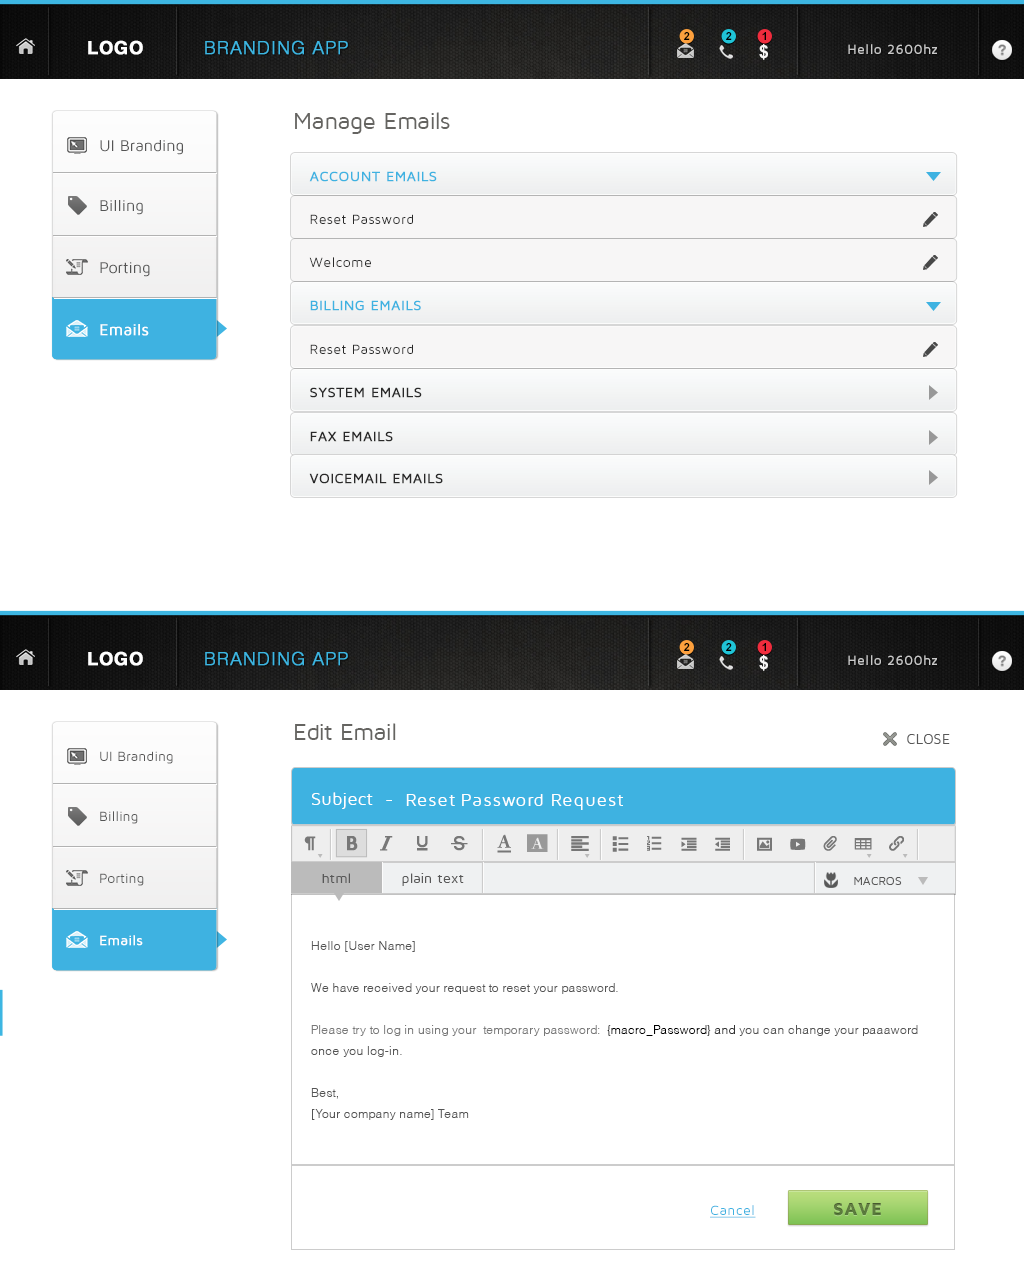 LOGO
BRANDING APP
2
2
1
$
Hello 2600hz
?
Manage Emails
UI Branding
Billing
Porting
Emails
ACCOUNT EMAILS
Reset Password
Welcome
BILLING EMAILS
Reset Password
SYSTEM EMAILS
FAX EMAILS
VOICEMAIL EMAILS
LOGO
BRANDING APP
2
2
1
$
Hello 2600hz
?
Edit Email
CLOSE
UI Branding
Billing
Porting
Emails
Subject - Reset Password Request
¶ B I U S A A
html
plain text
MACROS
Hello [User Name]
We have received your request to reset your password.
Please try to log in using your temporary password: {macro_Password} and you can change your paaaword
once you log-in.
Best,
[Your company name] Team
Cancel
SAVE